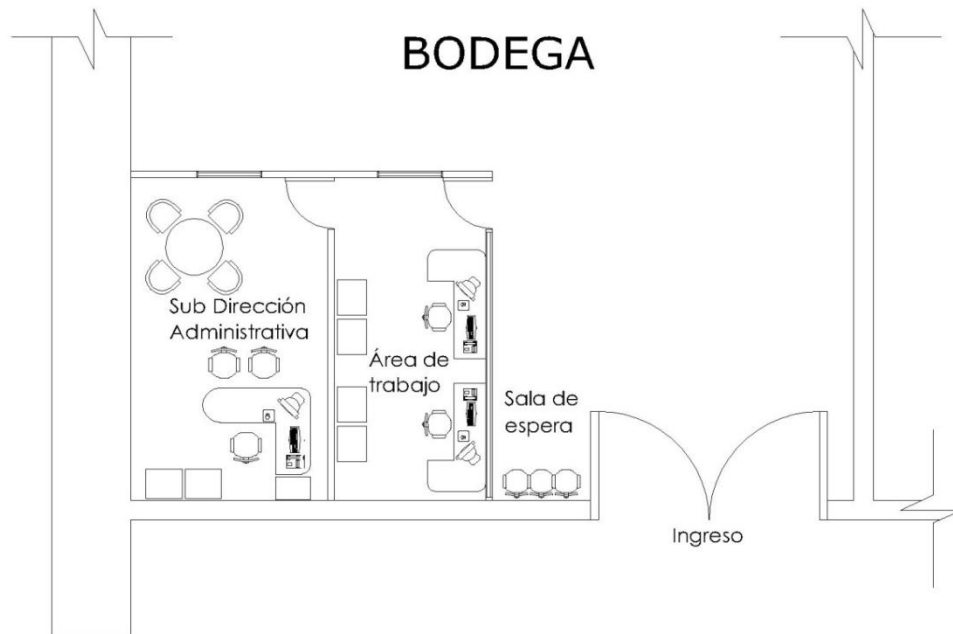 BODEGA
Sub Dirección
Administrativa
Área de
trabajo
Sala de
espera
Ingreso